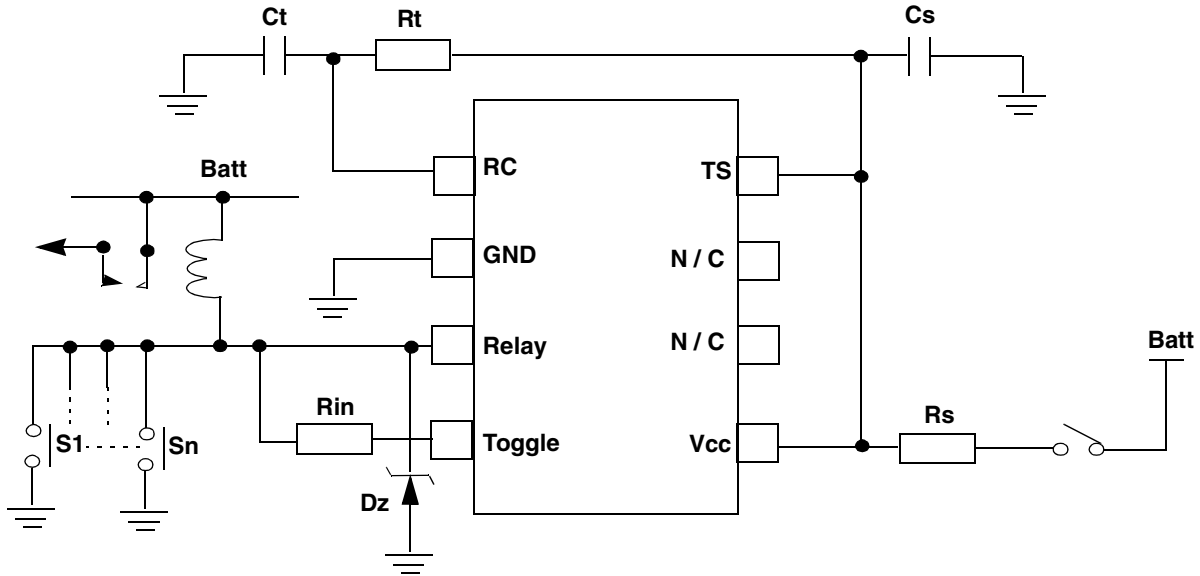 Ct
Rt
Cs
Batt
RC
TS
GND
N / C
Relay
N / C
Batt
Rin
Rs
S1
Sn
Toggle
Vcc
Dz